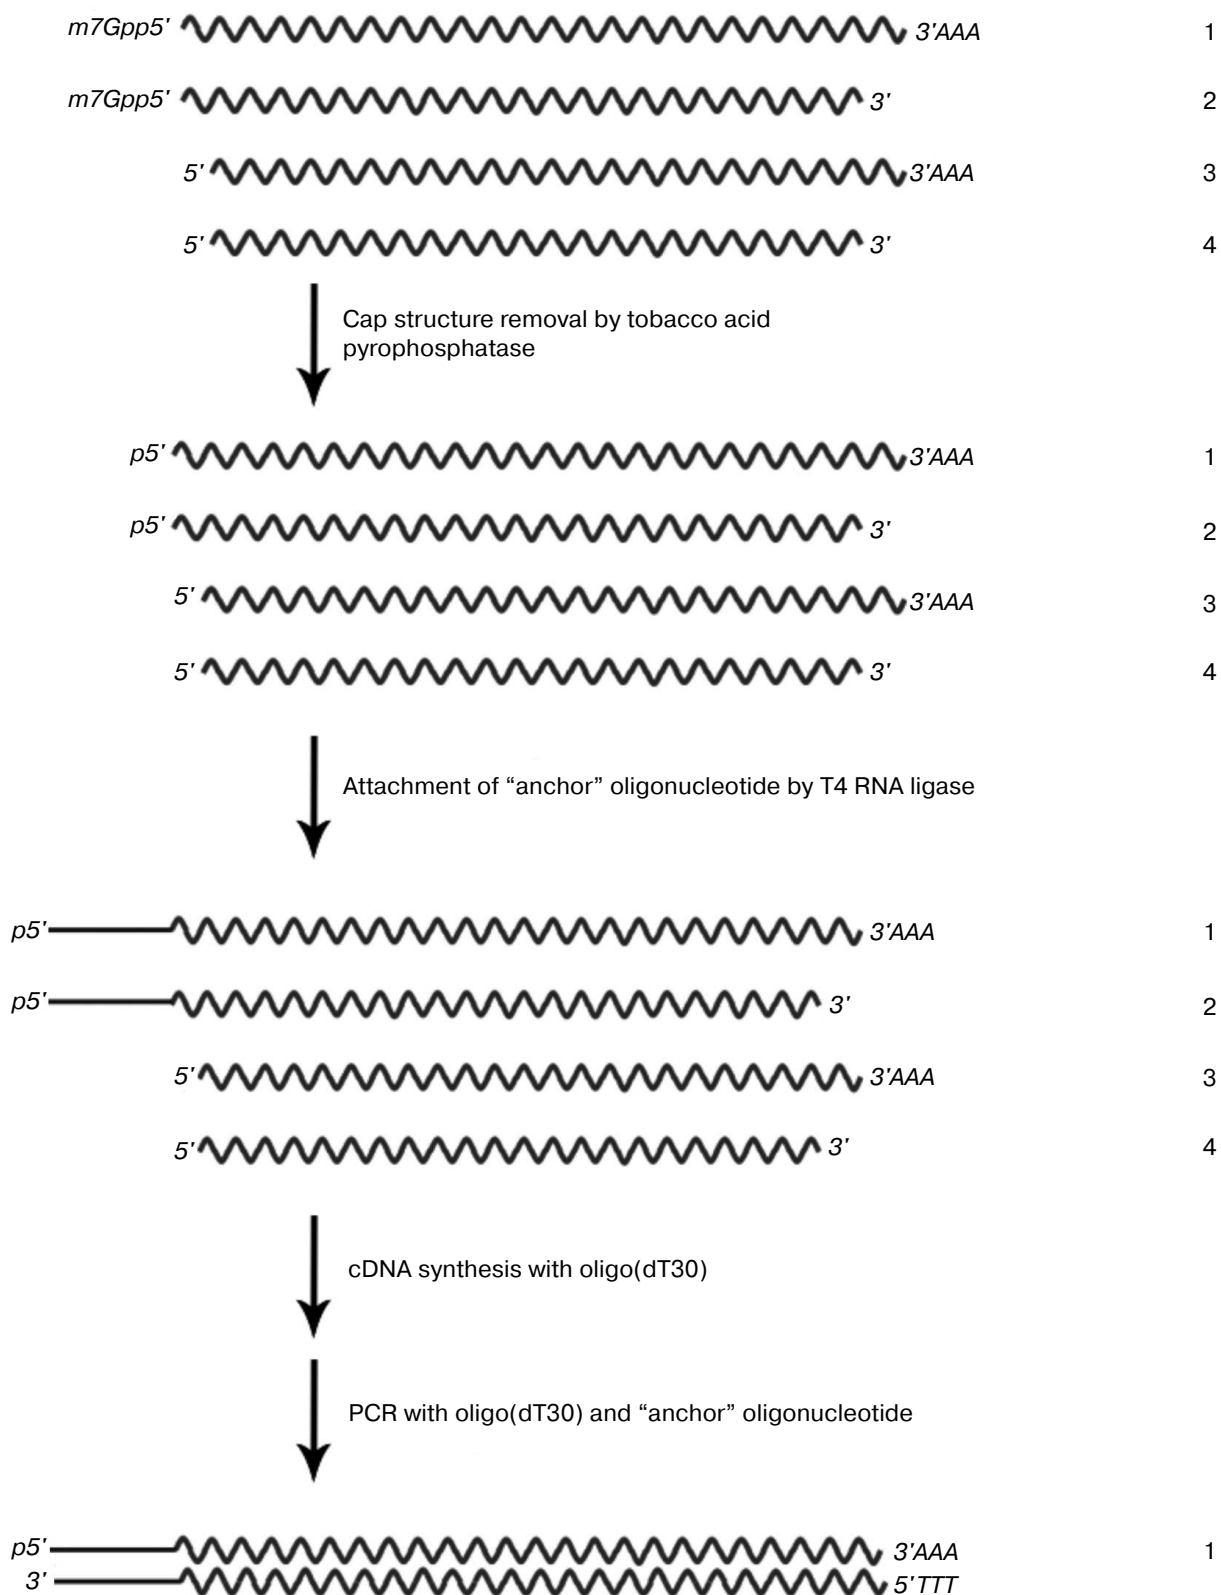 m7Gpp5' 3'AAA 1
m7Gpp5' 3' 2
5' 3'AAA 3
5' 3' 4
Cap structure removal by tobacco acid
pyrophosphatase
p5' 3'AAA 1
p5' 3' 2
5' 3'AAA 3
5' 3' 4
Attachment of “anchor” oligonucleotide by T4 RNA ligase
p5' 3'AAA 1
p5' 3' 2
5' 3'AAA 3
5' 3' 4
cDNA synthesis with oligo(dT30)
PCR with oligo(dT30) and “anchor” oligonucleotide
p5' 3'AAA 1
3' 5'TTT